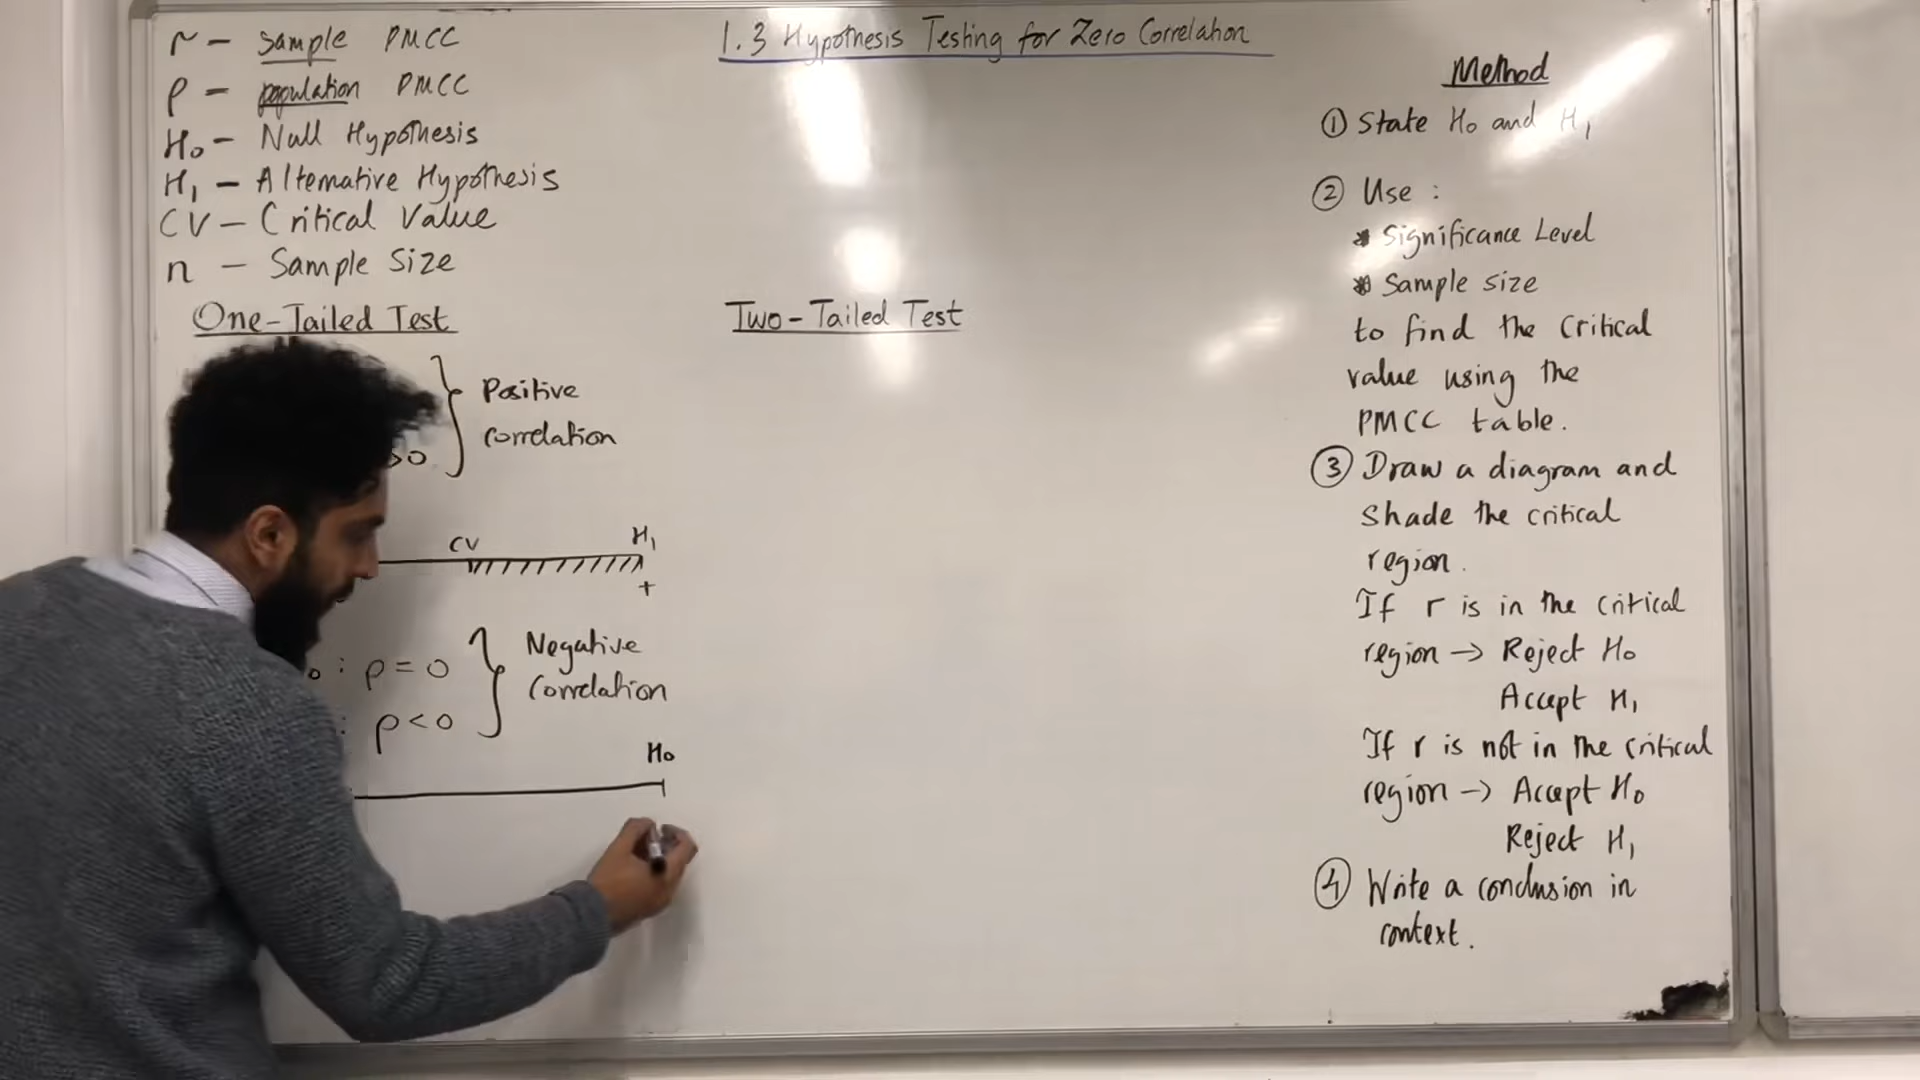 1.3 Hypothesis Testing for Zero Correlation
r - Sample PMCC
ρ - population PMCC
H₀ - Null Hypothesis
H₁ - Alternative Hypothesis
CV - Critical Value
n - Sample Size
One-Tailed Test
Positive
correlation
>0
CV H₁
+
₀ : ρ = 0
: ρ < 0
Negative
Correlation
H₀
Two-Tailed Test
Method
① State H₀ and H₁
② Use :
* Significance Level
* Sample size
to find the critical
value using the
PMCC table.
③ Draw a diagram and
shade the critical
region.
If r is in the critical
region → Reject H₀
Accept H₁
If r is not in the critical
region → Accept H₀
Reject H₁
④ Write a conclusion in
context.